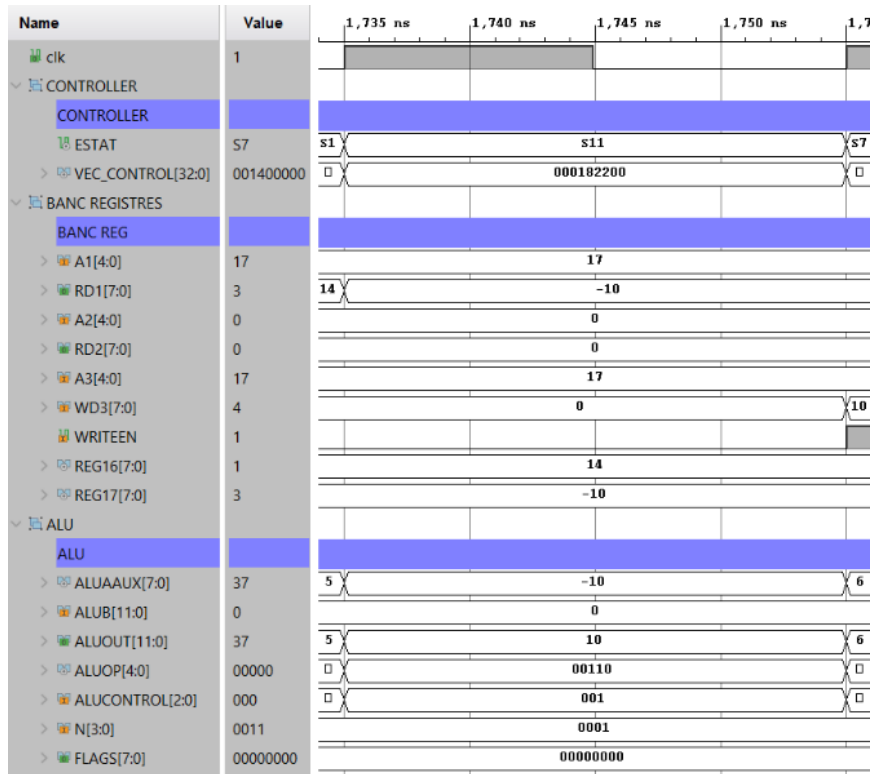 Name Value 1,735 ns 1,740 ns 1,745 ns 1,750 ns 1,7
clk 1
CONTROLLER
CONTROLLER
ESTAT S7 s1 s11 s7
VEC_CONTROL[32:0] 001400000 000182200
BANC REGISTRES
BANC REG
A1[4:0] 17 17
RD1[7:0] 3 14 -10
A2[4:0] 0 0
RD2[7:0] 0 0
A3[4:0] 17 17
WD3[7:0] 4 0 10
WRITEEN 1
REG16[7:0] 1 14
REG17[7:0] 3 -10
ALU
ALU
ALUAAUX[7:0] 37 5 -10 6
ALUB[11:0] 0 0
ALUOUT[11:0] 37 5 10 6
ALUOP[4:0] 00000 00110
ALUCONTROL[2:0] 000 001
N[3:0] 0011 0001
FLAGS[7:0] 00000000 00000000